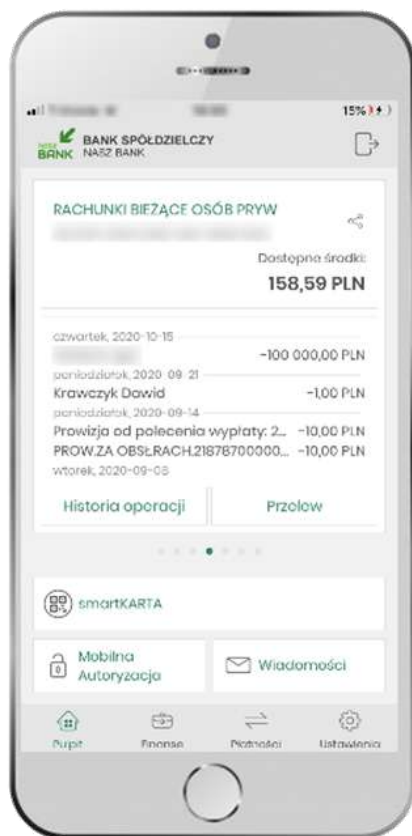 15%
NASZ BANK
BANK SPÓŁDZIELCZY
NASZ BANK
RACHUNKI BIEŻĄCE OSÓB PRYW
Dostępne środki:
158,59 PLN
czwartek, 2020-10-15
-100 000,00 PLN
poniedziałek, 2020-09-21
Krawczyk Dawid -1,00 PLN
poniedziałek, 2020-09-14
Prowizja od polecenia wypłaty: 2... -10,00 PLN
PROW.ZA OBSŁ.RACH.21878700000... -10,00 PLN
wtorek, 2020-09-08
Historia operacji Przelew
smartKARTA
Mobilna Autoryzacja Wiadomości
Pulpit Finanse Płatności Ustawienia